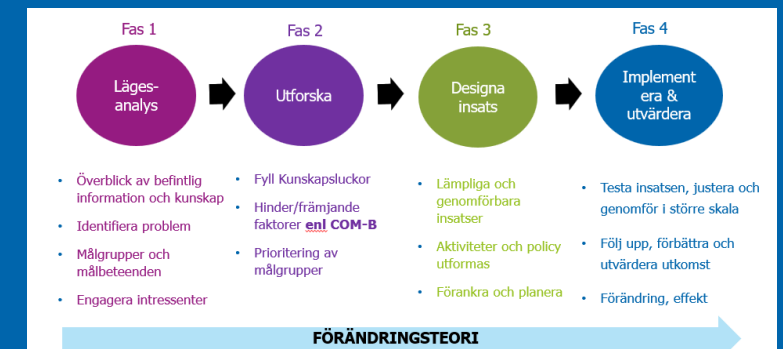 Fas 1
Läges-
analys
• Överblick av befintlig
information och kunskap
• Identifiera problem
• Målgrupper och
målbeteenden
• Engagera intressenter
Fas 2
Utforska
• Fyll Kunskapsluckor
• Hinder/främjande
faktorer enl COM-B
• Prioritering av
målgrupper
Fas 3
Designa
insats
• Lämpliga och
genomförbara
insatser
• Aktiviteter och policy
utformas
• Förankra och planera
Fas 4
Implement
era &
utvärdera
• Testa insatsen, justera och
genomför i större skala
• Följ upp, förbättra och
utvärdera utkomst
• Förändring, effekt
FÖRÄNDRINGSTEORI